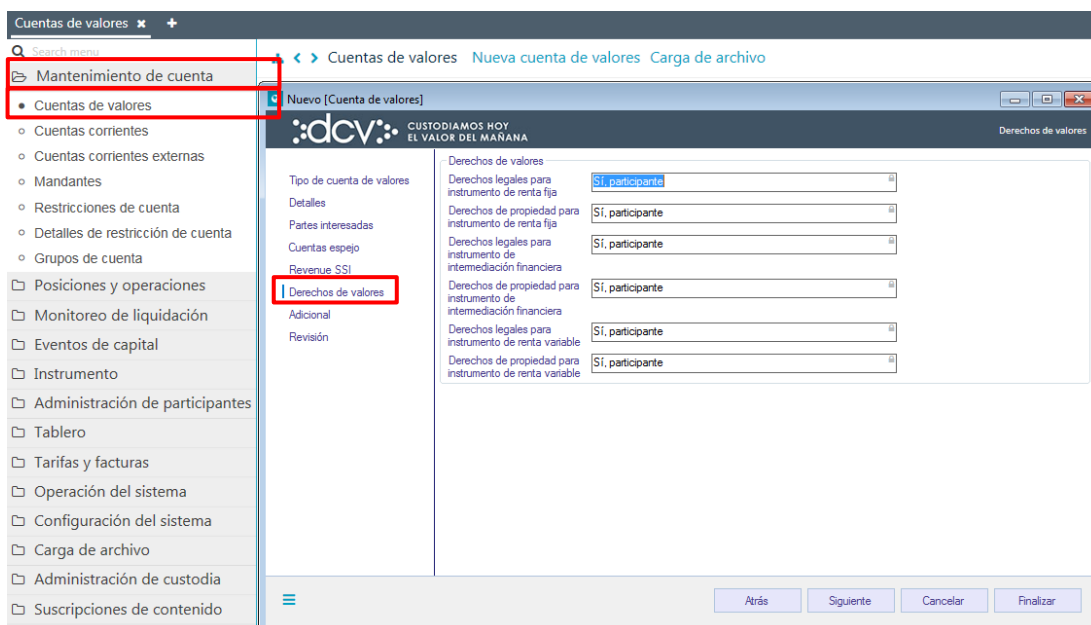 Cuentas de valores
Search menu
Mantenimiento de cuenta
Cuentas de valores
Cuentas corrientes
Cuentas corrientes externas
Mandantes
Restricciones de cuenta
Detalles de restricción de cuenta
Grupos de cuenta
Posiciones y operaciones
Monitoreo de liquidación
Eventos de capital
Instrumento
Administración de participantes
Tablero
Tarifas y facturas
Operación del sistema
Configuración del sistema
Carga de archivo
Administración de custodia
Suscripciones de contenido
Cuentas de valores Nueva cuenta de valores Carga de archivo
Nuevo [Cuenta de valores]
dcv
CUSTODIAMOS HOY
EL VALOR DEL MAÑANA
Derechos de valores
Tipo de cuenta de valores
Detalles
Partes interesadas
Cuentas espejo
Revenue SSI
Derechos de valores
Adicional
Revisión
Derechos de valores
Derechos legales para
instrumento de renta fija
Sí, participante
Derechos de propiedad para
instrumento de renta fija
Sí, participante
Derechos legales para
instrumento de
intermediación financiera
Sí, participante
Derechos de propiedad para
instrumento de
intermediación financiera
Sí, participante
Derechos legales para
instrumento de renta variable
Sí, participante
Derechos de propiedad para
instrumento de renta variable
Sí, participante
Atrás
Siguiente
Cancelar
Finalizar